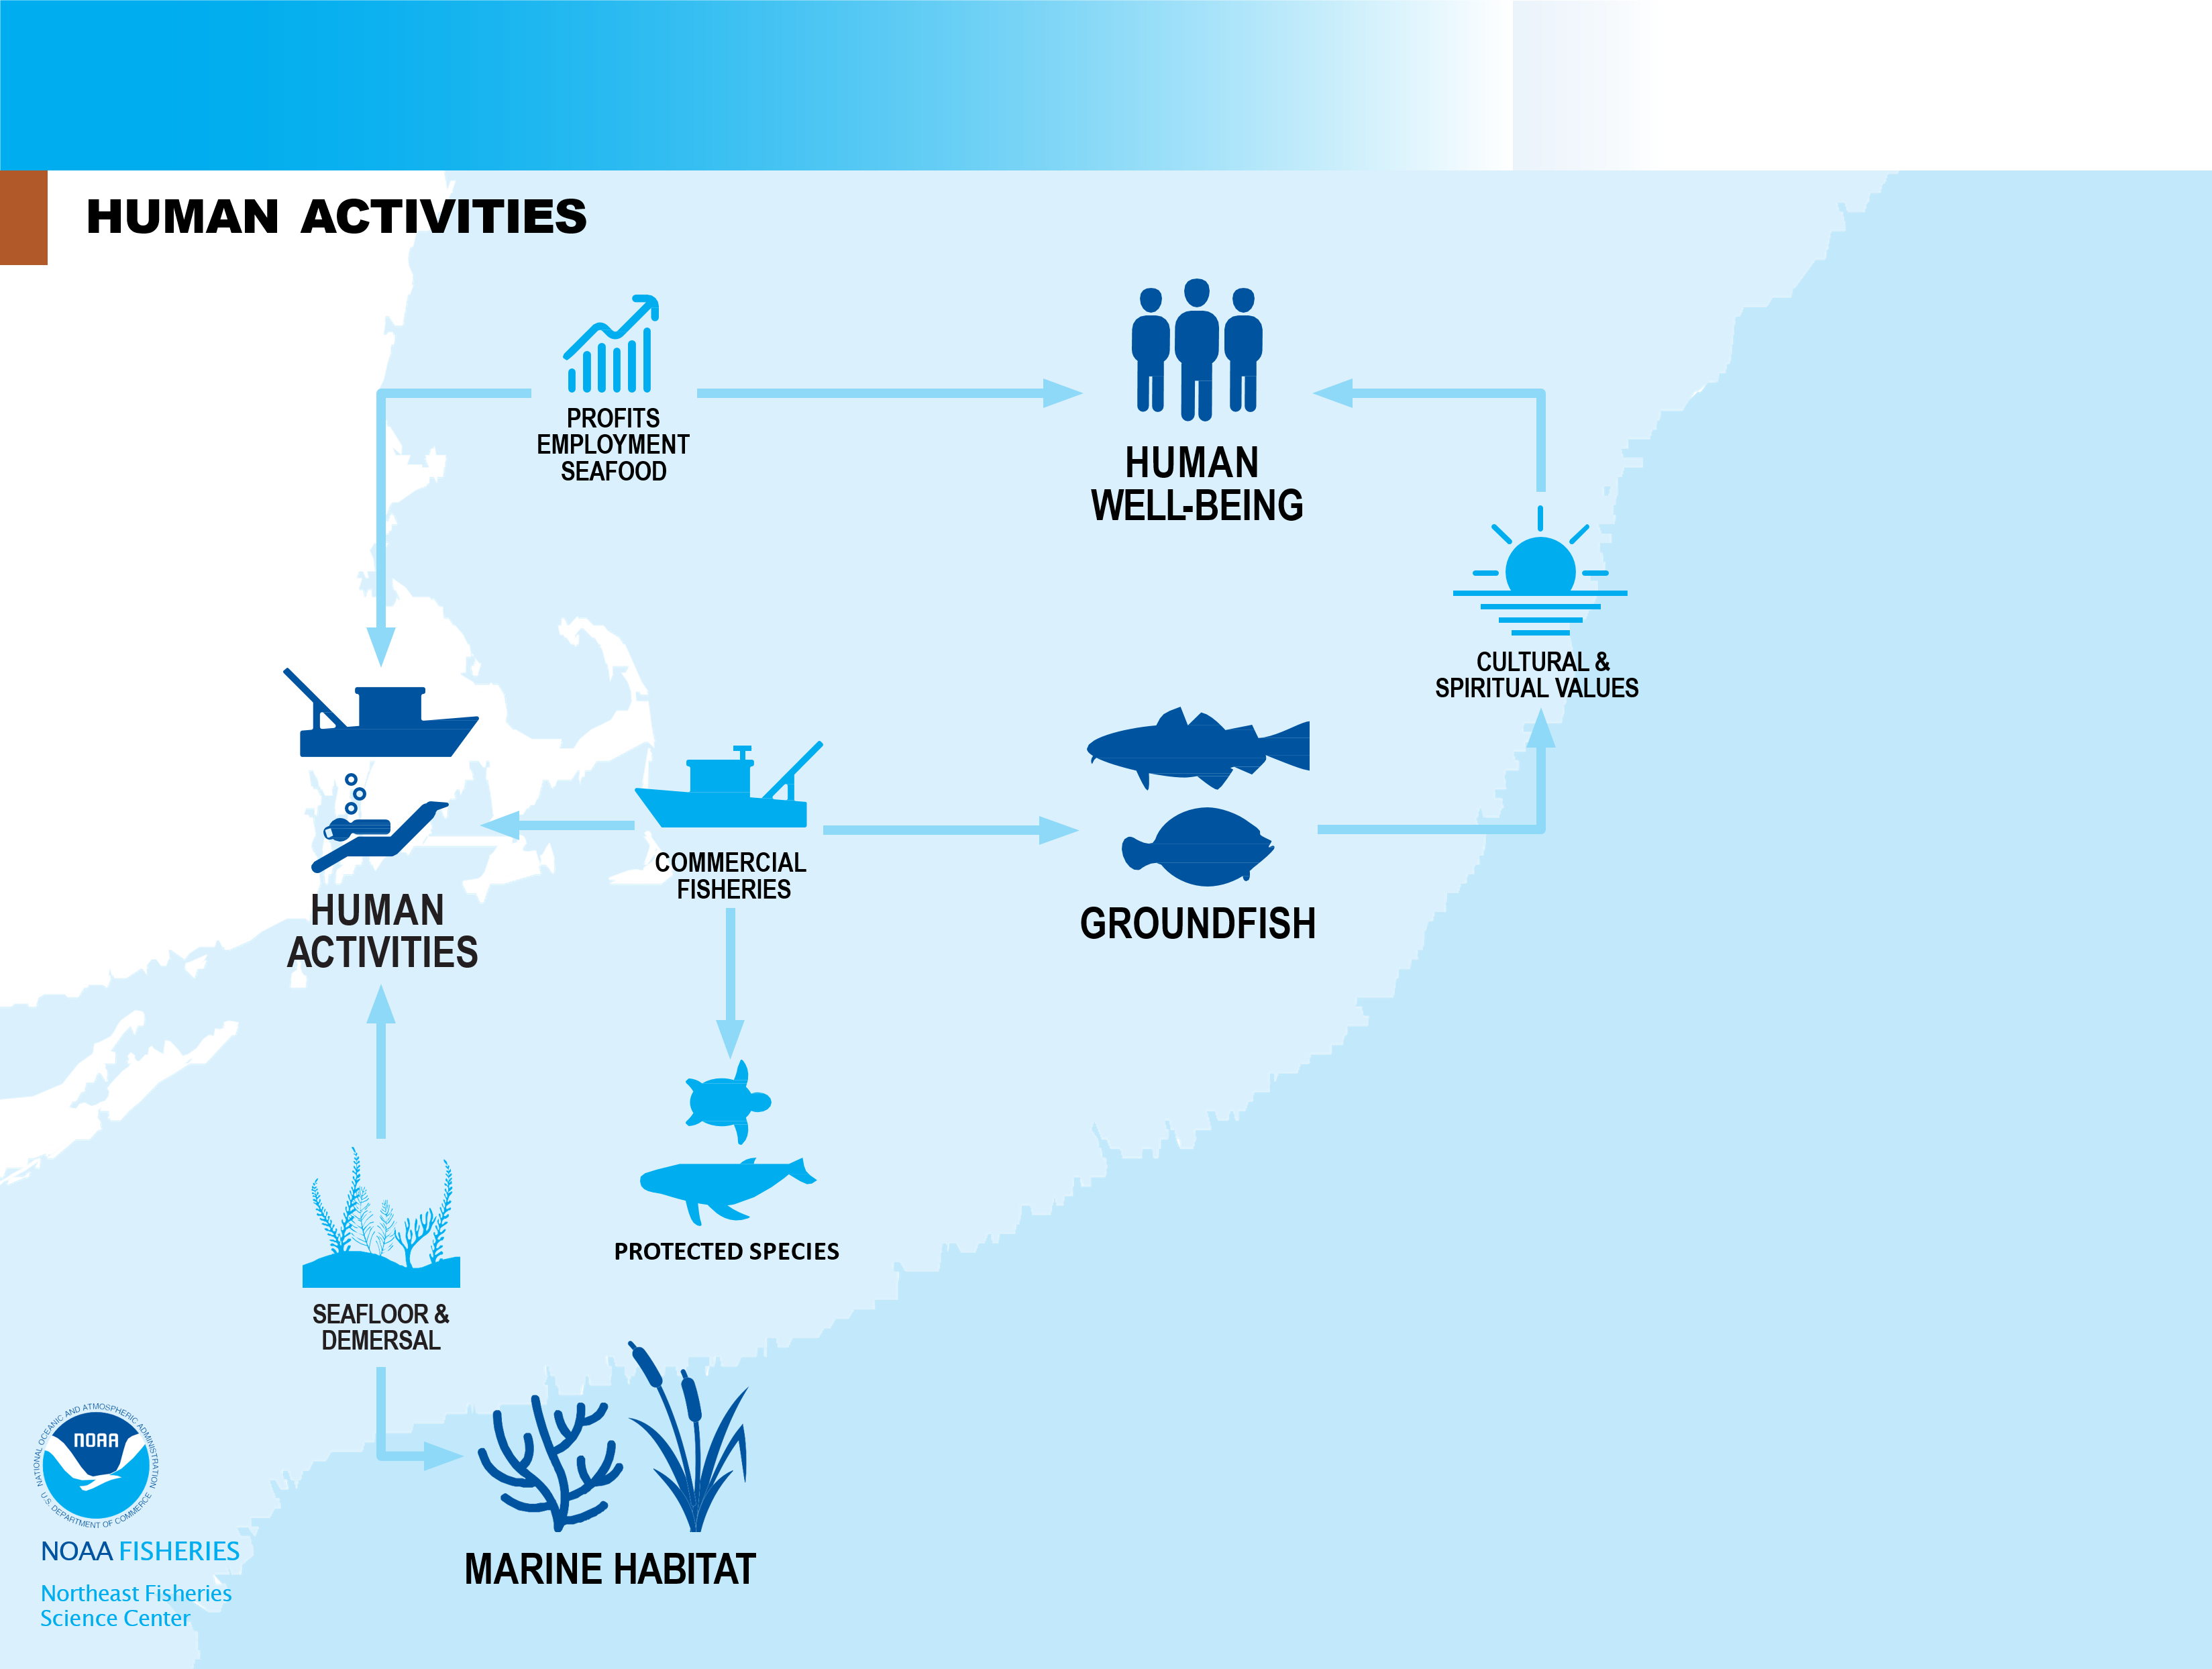 HUMAN ACTIVITIES
PROFITS
EMPLOYMENT
SEAFOOD
HUMAN
WELL-BEING
CULTURAL &
SPIRITUAL VALUES
COMMERCIAL
FISHERIES
HUMAN
ACTIVITIES
GROUNDFISH
PROTECTED SPECIES
SEAFLOOR &
DEMERSAL
MARINE HABITAT
NATIONAL OCEANIC AND ATMOSPHERIC ADMINISTRATION
U.S. DEPARTMENT OF COMMERCE
NOAA
NOAA FISHERIES
Northeast Fisheries
Science Center